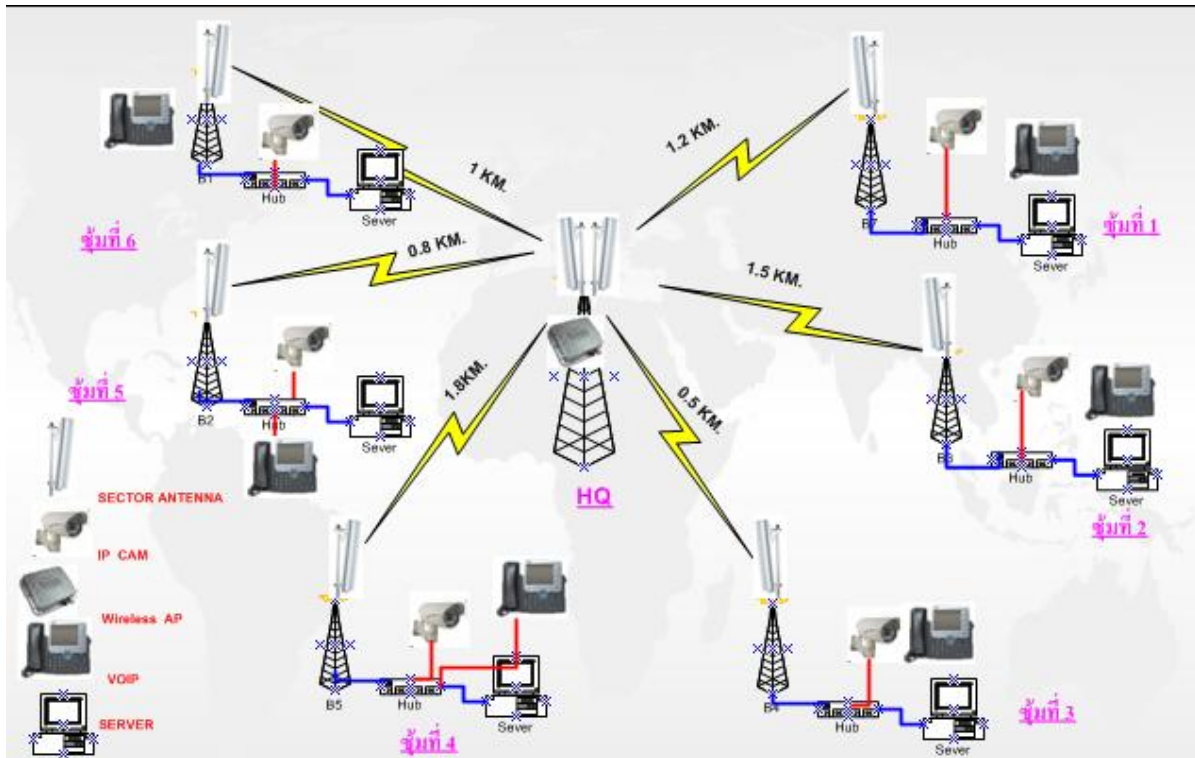 B1
Hub
Sever
1 KM.
ซุ้มที่ 6
1.2 KM.
B7
Hub
Sever
ซุ้มที่ 1
0.8 KM.
B2
Hub
Sever
ซุ้มที่ 5
1.5 KM.
Hub
Sever
ซุ้มที่ 2
HQ
1.8KM.
B5
Hub
Sever
ซุ้มที่ 4
0.5 KM.
Hub
Sever
ซุ้มที่ 3
SECTOR ANTENNA
IP CAM
Wireless AP
VOIP
SERVER